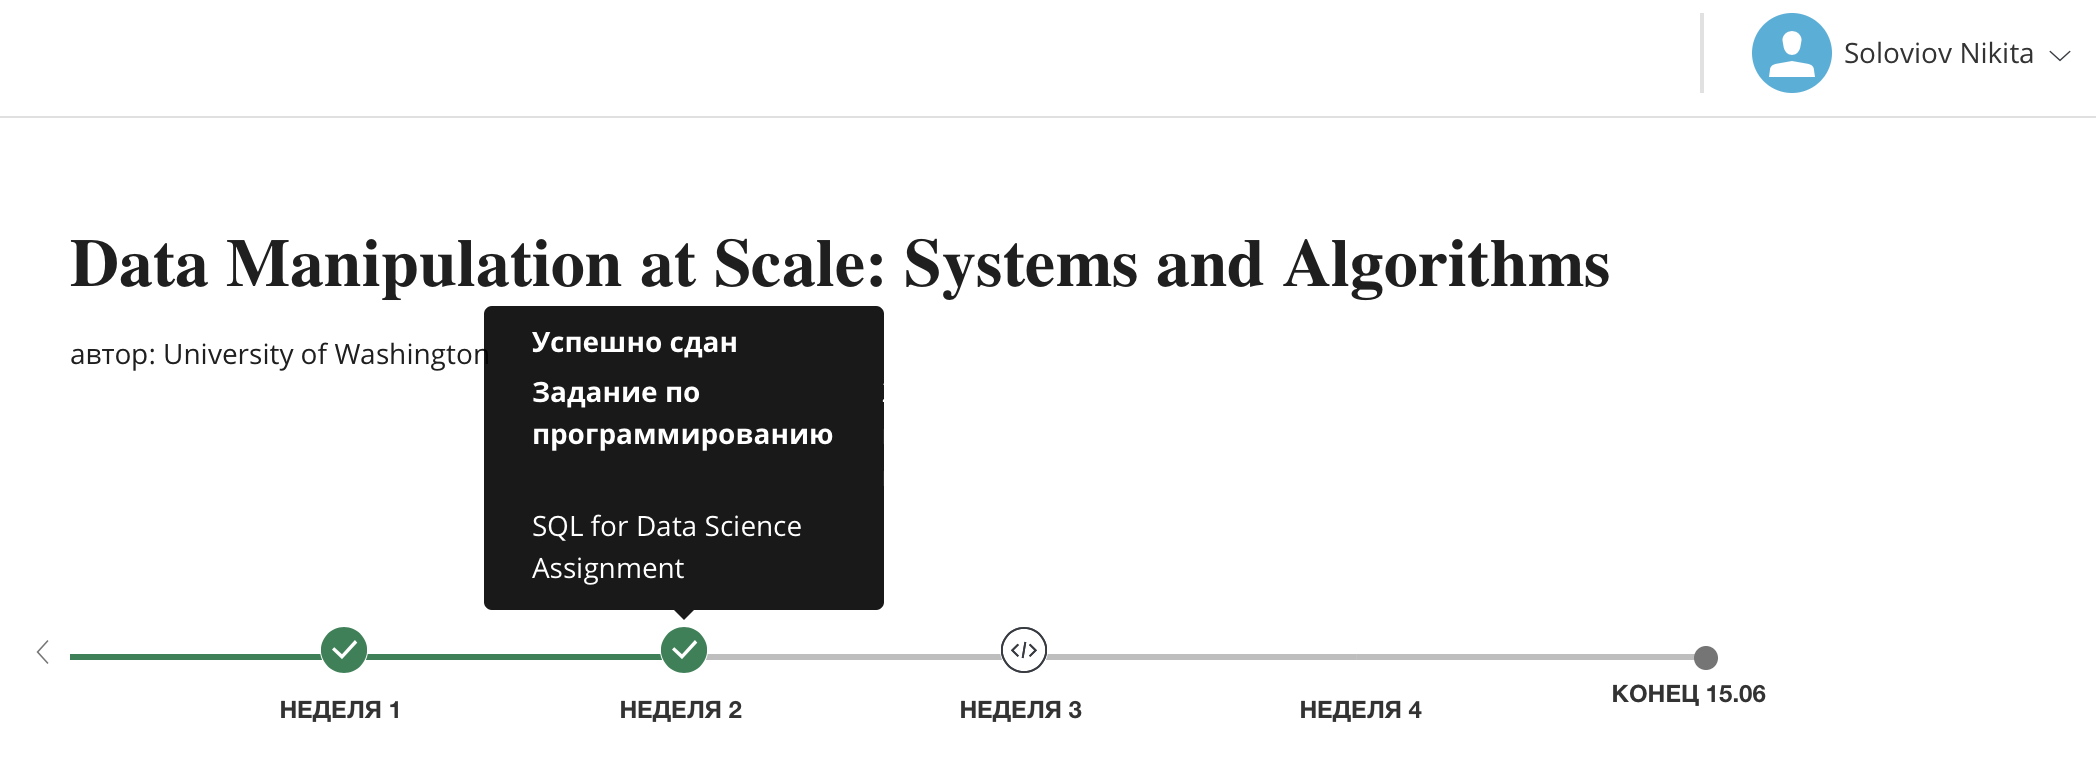 Soloviov Nikita
Data Manipulation at Scale: Systems and Algorithms
автор: University of Washington
Успешно сдан
Задание по
программированию
SQL for Data Science
Assignment
НЕДЕЛЯ 1
НЕДЕЛЯ 2
НЕДЕЛЯ 3
НЕДЕЛЯ 4
КОНЕЦ 15.06